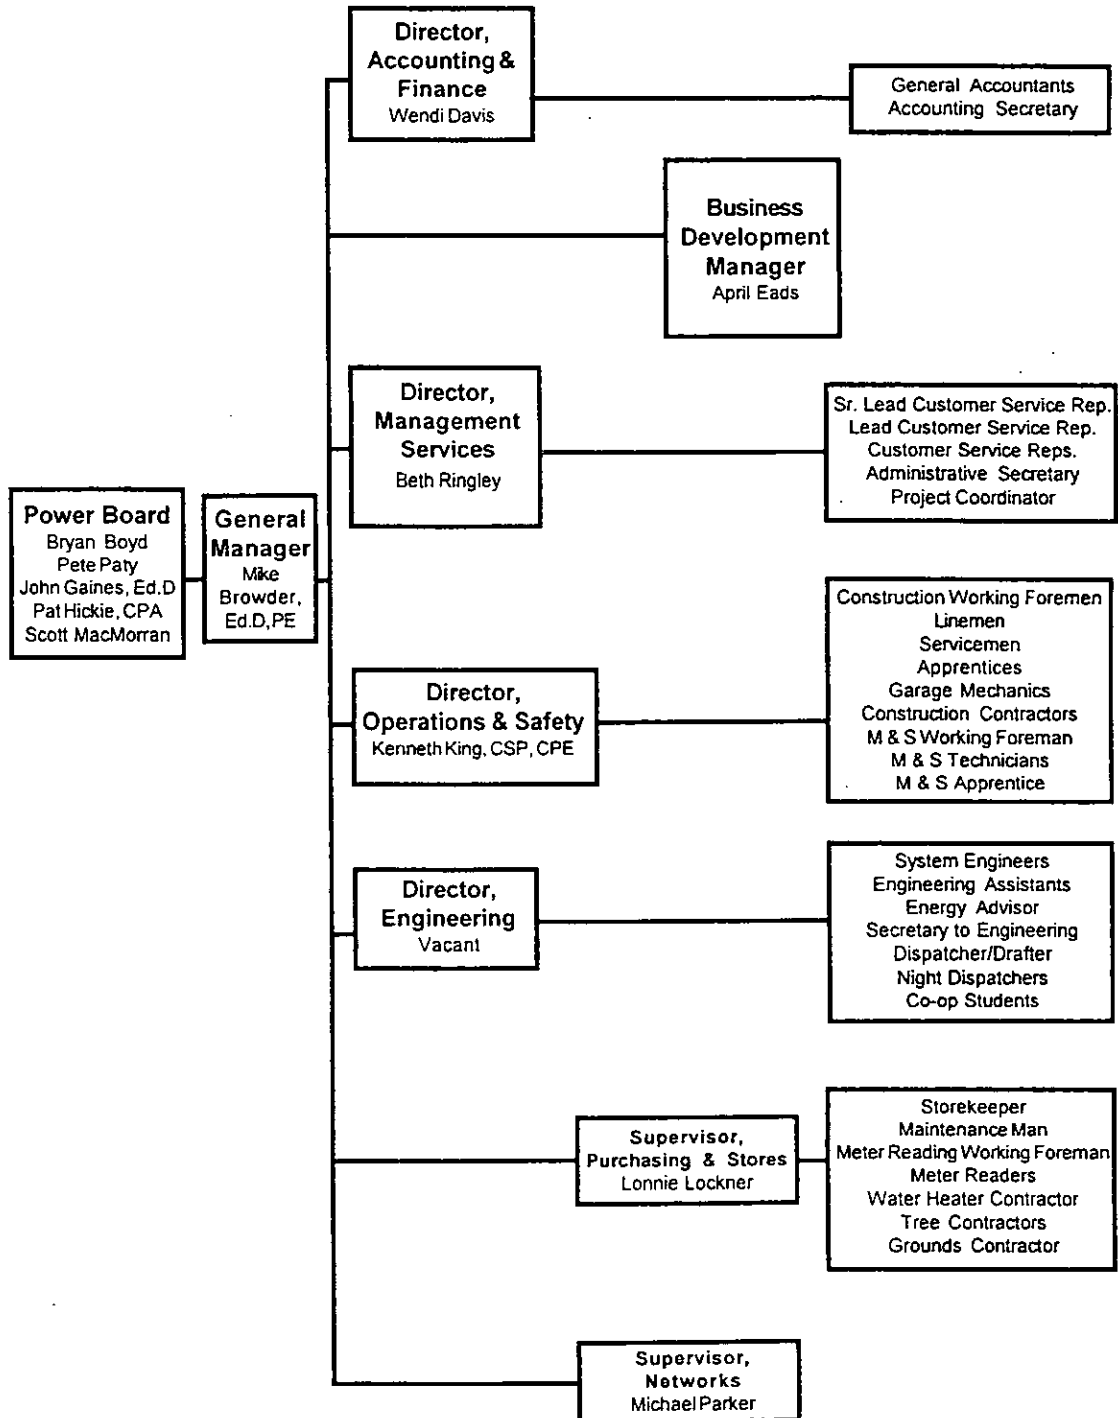 Director,
Accounting &
Finance
Wendi Davis
General Accountants
Accounting Secretary
Business
Development
Manager
April Eads
Director,
Management
Services
Beth Ringley
Sr. Lead Customer Service Rep.
Lead Customer Service Rep.
Customer Service Reps.
Administrative Secretary
Project Coordinator
Power Board
Bryan Boyd
Pete Paty
John Gaines, Ed.D
Pat Hickie, CPA
Scott MacMorran
General
Manager
Mike
Browder,
Ed.D,PE
Director,
Operations & Safety
Kenneth King, CSP, CPE
Construction Working Foremen
Linemen
Servicemen
Apprentices
Garage Mechanics
Construction Contractors
M & S Working Foreman
M & S Technicians
M & S Apprentice
Director,
Engineering
Vacant
System Engineers
Engineering Assistants
Energy Advisor
Secretary to Engineering
Dispatcher/Drafter
Night Dispatchers
Co-op Students
Supervisor,
Purchasing & Stores
Lonnie Lockner
Storekeeper
Maintenance Man
Meter Reading Working Foreman
Meter Readers
Water Heater Contractor
Tree Contractors
Grounds Contractor
Supervisor,
Networks
Michael Parker